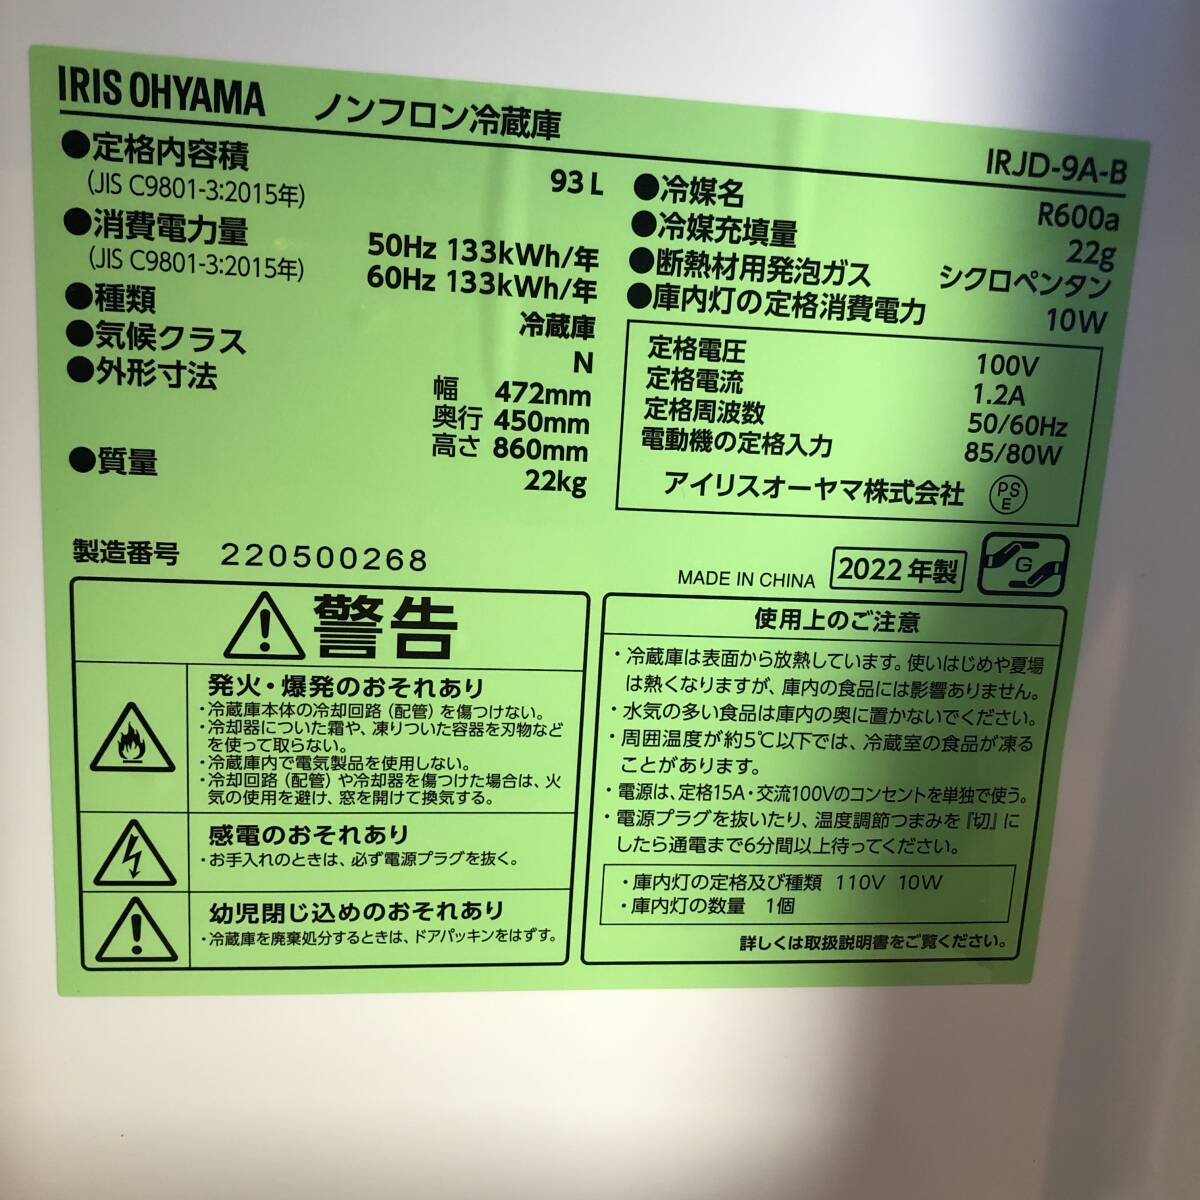 IRIS OHYAMA ノンフロン冷蔵庫
IRJD-9A-B
●定格内容積 93L
(JIS C9801-3:2015年)
●消費電力量 50Hz 133kWh/年
(JIS C9801-3:2015年) 60Hz 133kWh/年
●種類 冷蔵庫
●気候クラス N
●外形寸法 幅 472mm
奥行 450mm
高さ 860mm
●質量 22kg
●冷媒名 R600a
●冷媒充填量 22g
●断熱材用発泡ガス シクロペンタン
●庫内灯の定格消費電力 10W
定格電圧 100V
定格電流 1.2A
定格周波数 50/60Hz
電動機の定格入力 85/80W
アイリスオーヤマ株式会社 PS E
製造番号 220500268
MADE IN CHINA 2022年製 G
警告
発火・爆発のおそれあり
・冷蔵庫本体の冷却回路（配管）を傷つけない。
・冷却器についた霜や、凍りついた容器を刃物など
を使って取らない。
・冷蔵庫内で電気製品を使用しない。
・冷却回路（配管）や冷却器を傷つけた場合は、火
気の使用を避け、窓を開けて換気する。
感電のおそれあり
・お手入れのときは、必ず電源プラグを抜く。
幼児閉じ込めのおそれあり
・冷蔵庫を廃棄処分するときは、ドアパッキンをはずす。
使用上のご注意
・冷蔵庫は表面から放熱しています。使いはじめや夏場
は熱くなりますが、庫内の食品には影響ありません。
・水気の多い食品は庫内の奥に置かないでください。
・周囲温度が約5℃以下では、冷蔵室の食品が凍る
ことがあります。
・電源は、定格15A・交流100Vのコンセントを単独で使う。
・電源プラグを抜いたり、温度調節つまみを『切』に
したら通電まで6分間以上待ってください。
・庫内灯の定格及び種類 110V 10W
・庫内灯の数量 1個
詳しくは取扱説明書をご覧ください。